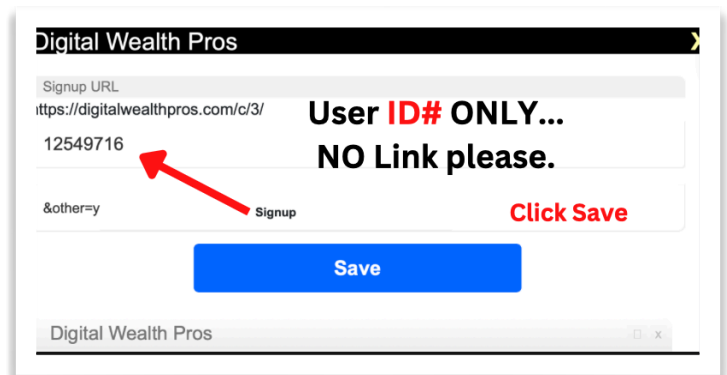 Digital Wealth Pros X
Signup URL
https://digitalwealthpros.com/c/3/
User ID# ONLY...
12549716
NO Link please.
&other=y
Signup
Click Save
Save
Digital Wealth Pros x